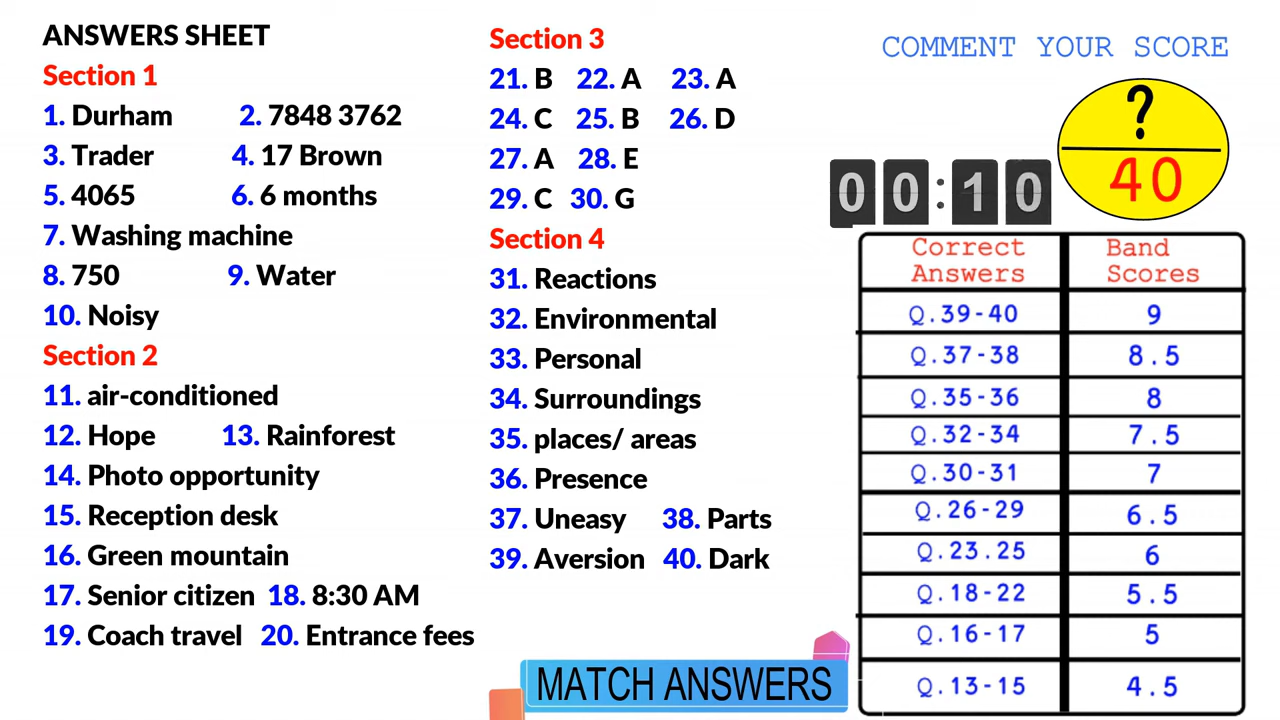 ANSWERS SHEET
Section 1
1. Durham 2. 7848 3762
3. Trader 4. 17 Brown
5. 4065 6. 6 months
7. Washing machine
8. 750 9. Water
10. Noisy
Section 2
11. air-conditioned
12. Hope 13. Rainforest
14. Photo opportunity
15. Reception desk
16. Green mountain
17. Senior citizen 18. 8:30 AM
19. Coach travel 20. Entrance fees
Section 3
21. B 22. A 23. A
24. C 25. B 26. D
27. A 28. E
29. C 30. G
Section 4
31. Reactions
32. Environmental
33. Personal
34. Surroundings
35. places/ areas
36. Presence
37. Uneasy 38. Parts
39. Aversion 40. Dark
MATCH ANSWERS
COMMENT YOUR SCORE
?
40
00:10
Correct Answers Band Scores
Q.39-40 9
Q.37-38 8.5
Q.35-36 8
Q.32-34 7.5
Q.30-31 7
Q.26-29 6.5
Q.23.25 6
Q.18-22 5.5
Q.16-17 5
Q.13-15 4.5